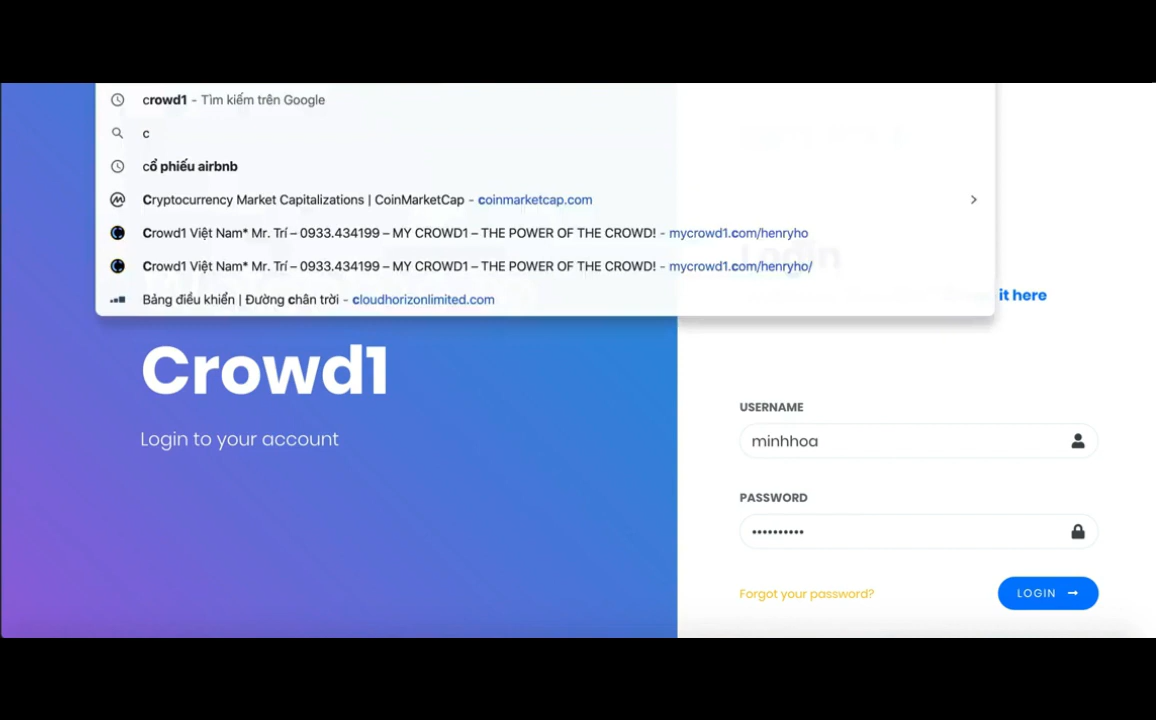 crowd1 - Tìm kiếm trên Google
c
cổ phiếu airbnb
Cryptocurrency Market Capitalizations | CoinMarketCap - coinmarketcap.com
Crowd1 Việt Nam* Mr. Trí – 0933.434199 – MY CROWD1 – THE POWER OF THE CROWD! - mycrowd1.com/henryho
Crowd1 Việt Nam* Mr. Trí – 0933.434199 – MY CROWD1 – THE POWER OF THE CROWD! - mycrowd1.com/henryho/
Login
Bảng điều khiển | Đường chân trời - cloudhorizonlimited.com
it here
Crowd1
Login to your account
USERNAME
minhhoa
PASSWORD
••••••••••
Forgot your password?
LOGIN →